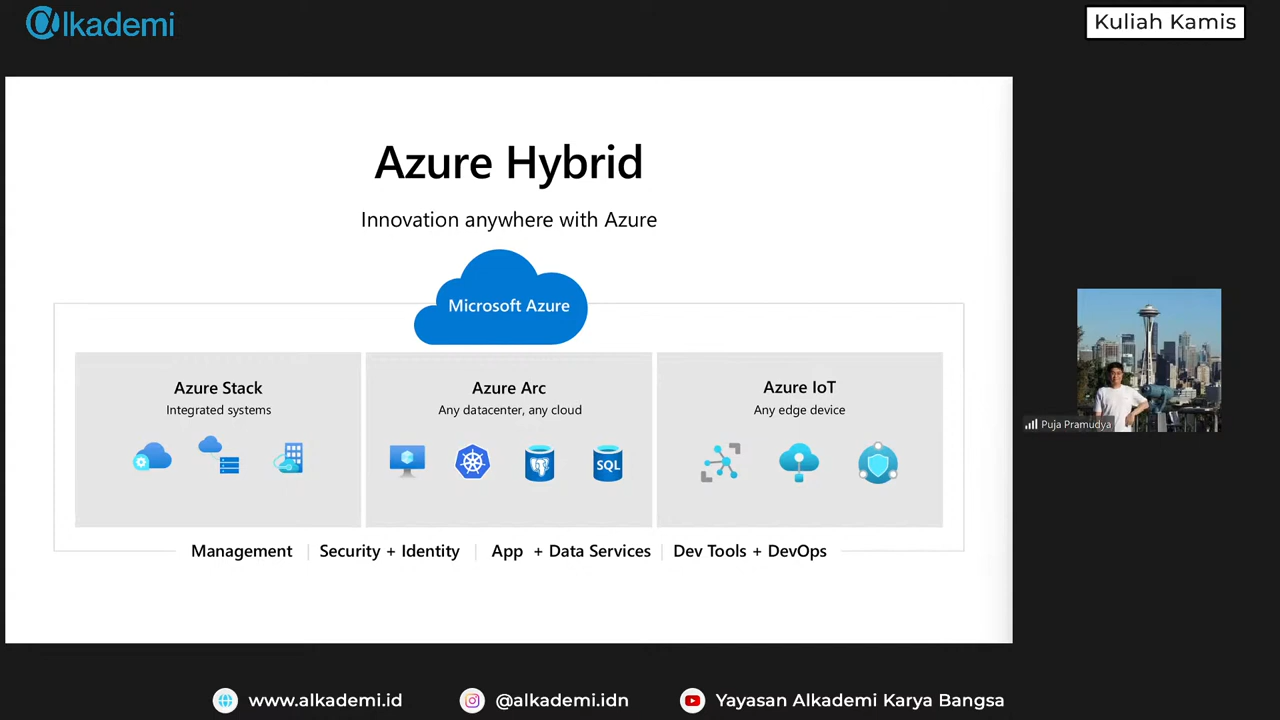 Alkademi
Kuliah Kamis
Azure Hybrid
Innovation anywhere with Azure
Microsoft Azure
Azure Stack
Integrated systems
Azure Arc
Any datacenter, any cloud
SQL
Azure IoT
Any edge device
Management | Security + Identity | App + Data Services | Dev Tools + DevOps
Puja Pramudya
www.alkademi.id
@alkademi.idn
Yayasan Alkademi Karya Bangsa